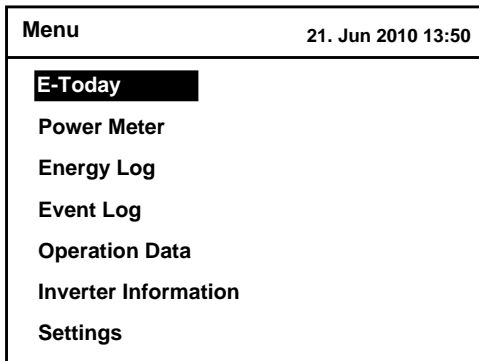 Menu
21. Jun 2010 13:50
E-Today
Power Meter
Energy Log
Event Log
Operation Data
Inverter Information
Settings